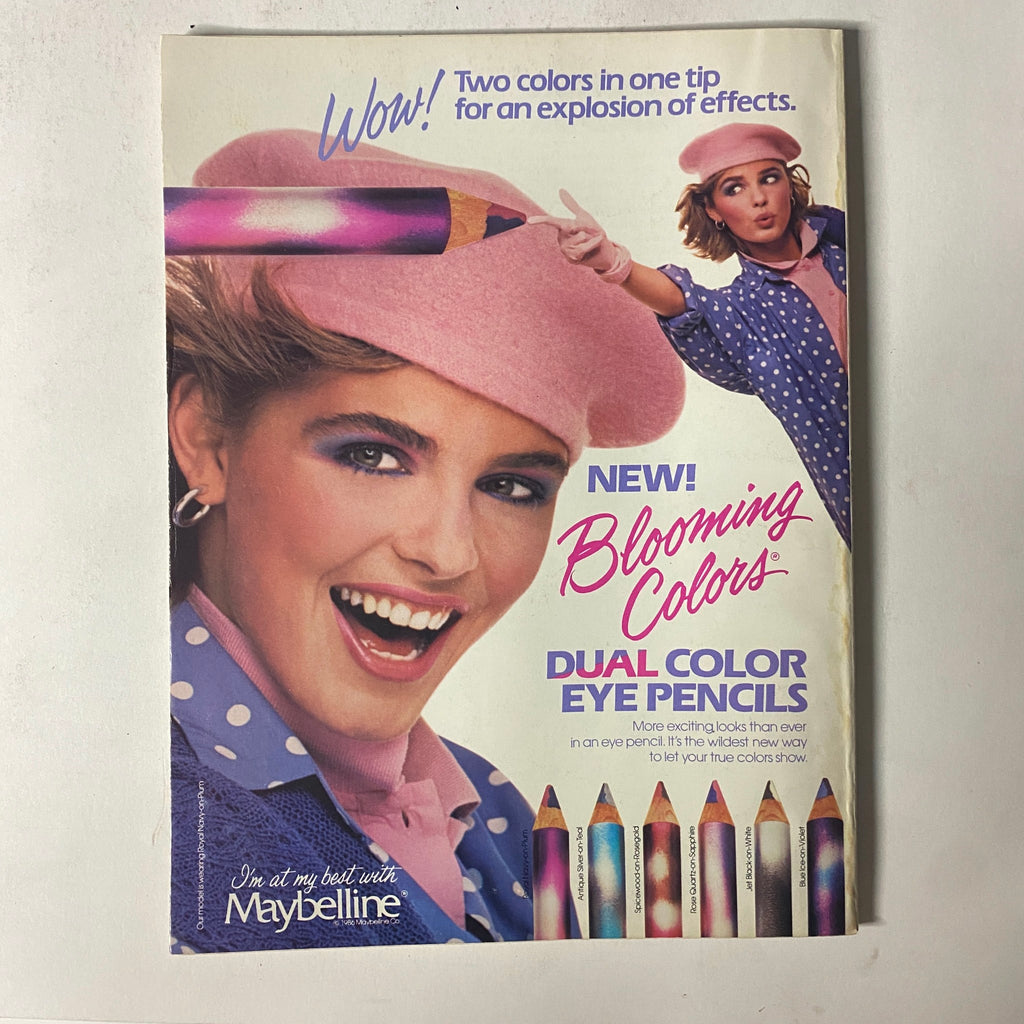 Wow!
Two colors in one tip
for an explosion of effects.
NEW!
Blooming
Colors®
DUAL COLOR
EYE PENCILS
More exciting looks than ever
in an eye pencil. It's the wildest new way
to let your true colors show.
Royal Navy-on-Plum
Antique Silver-on-Teal
Spicewood-on-Rosegold
Rose Quartz-on-Sapphire
Jet Black-on-White
Blue Ice-on-Violet
Our model is wearing Royal Navy-on-Plum
I'm at my best with
Maybelline®
© 1986 Maybelline Co.